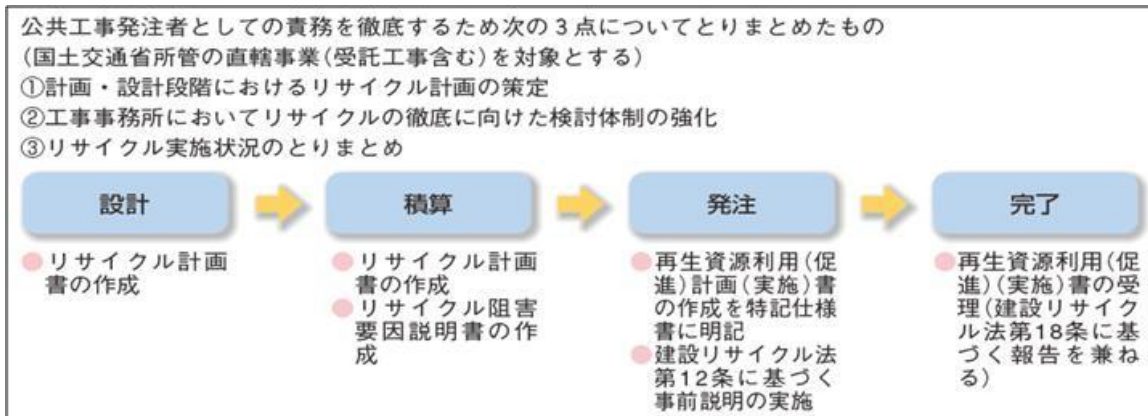 公共工事発注者としての責務を徹底するため次の3点についてとりまとめたもの
(国土交通省所管の直轄事業(受託工事含む)を対象とする)
①計画・設計段階におけるリサイクル計画の策定
②工事事務所においてリサイクルの徹底に向けた検討体制の強化
③リサイクル実施状況のとりまとめ
設計
リサイクル計画
書の作成
積算
リサイクル計画
書の作成
リサイクル阻害
要因説明書の作
成
発注
再生資源利用(促
進)計画(実施)書
の作成を特記仕様
書に明記
建設リサイクル法
第12条に基づく
事前説明の実施
完了
再生資源利用(促
進)(実施)書の受
理(建設リサイク
ル法第18条に基
づく報告を兼ね
る)